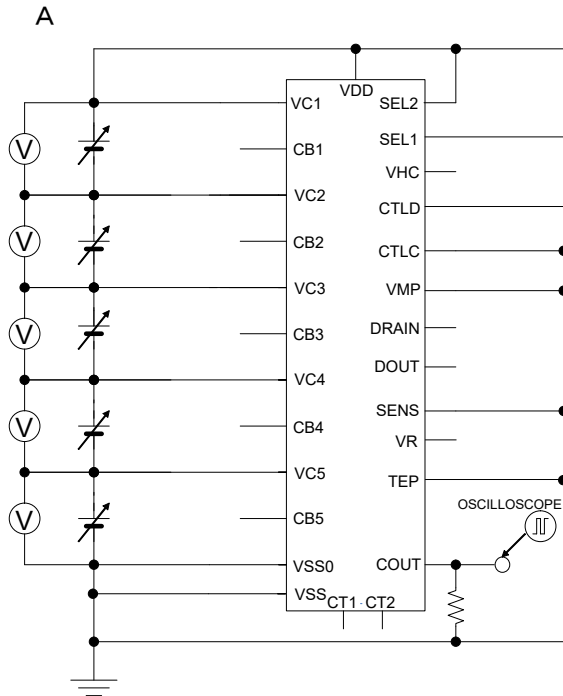 A
VDD
VC1
SEL2
SEL1
V
CB1
VHC
VC2
CTLD
V
CB2
CTLC
VC3
VMP
V
CB3
DRAIN
DOUT
VC4
SENS
V
CB4
VR
VC5
TEP
OSCILLOSCOPE
V
CB5
VSS0
COUT
VSS
CT1
CT2